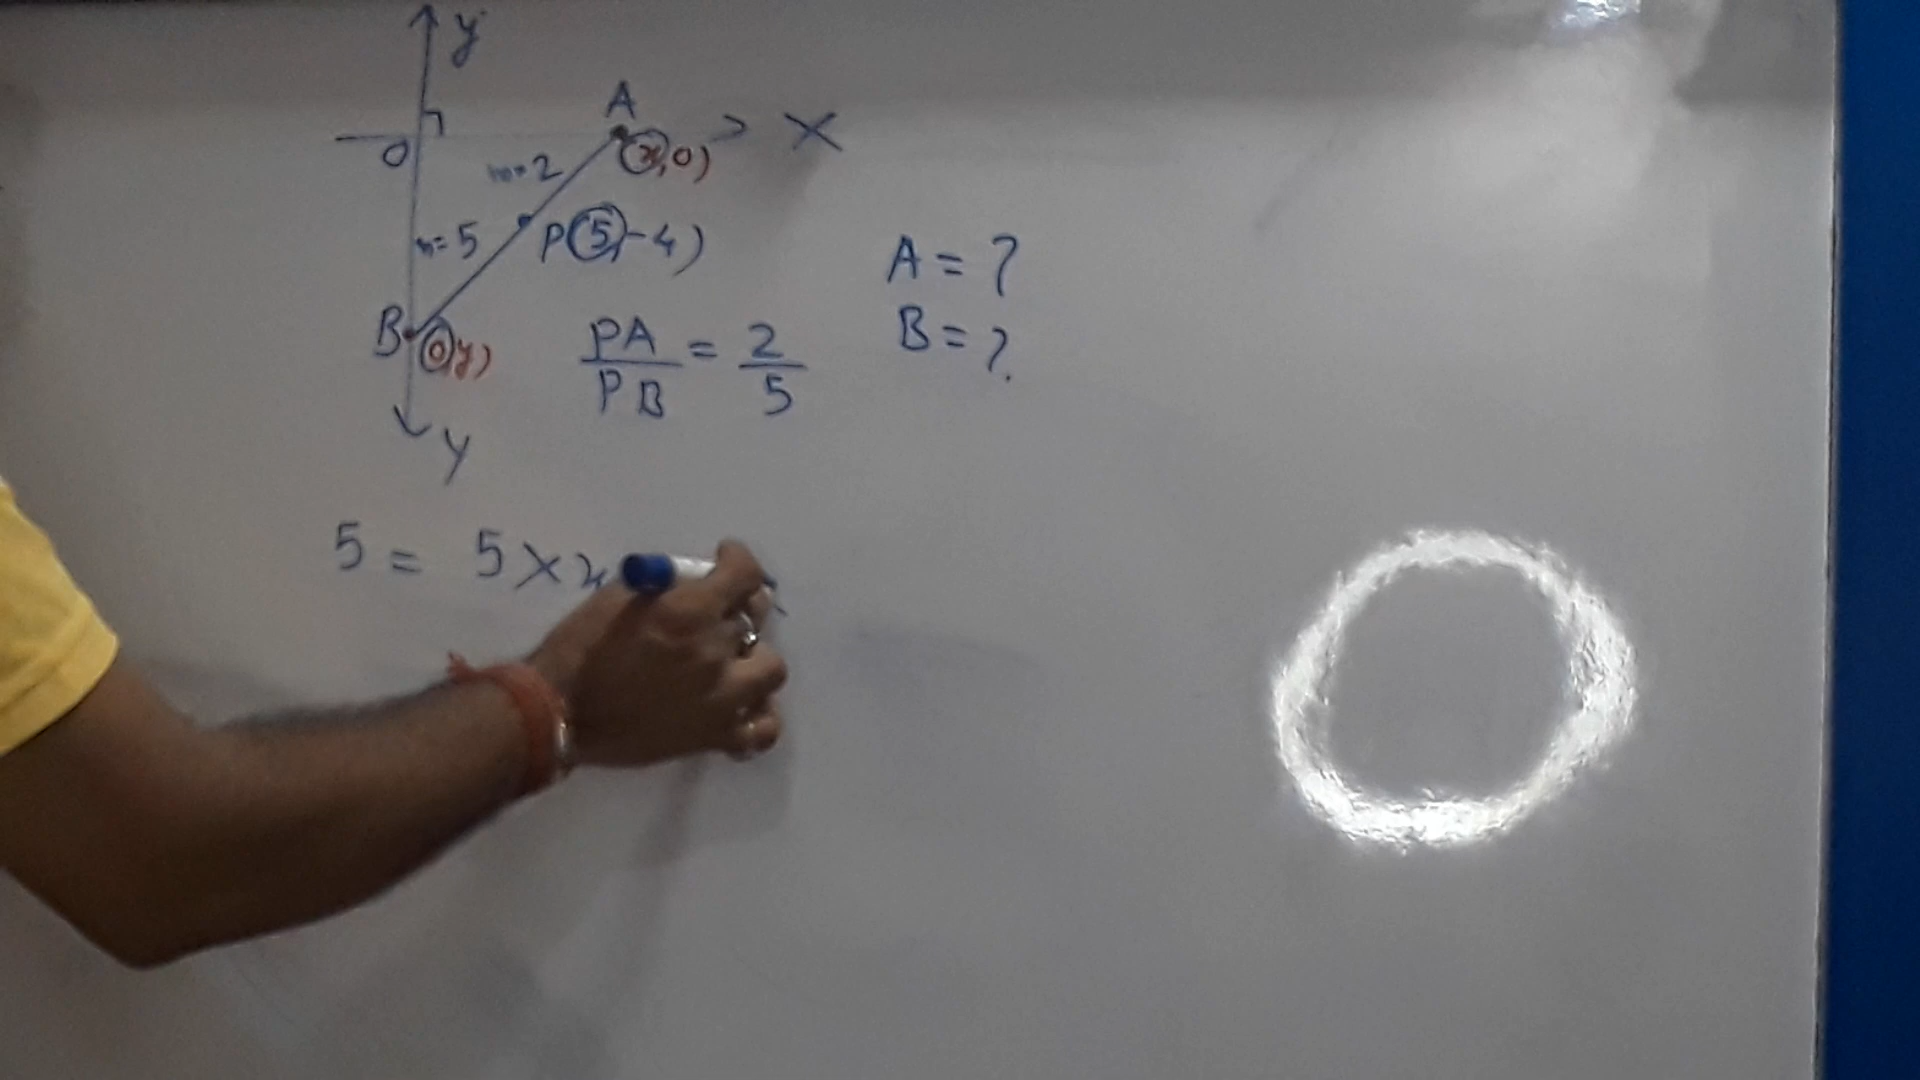 y
A
O
X
(x,0)
m=2
n=5
P(5,-4)
A = ?
B
(0,y)
PA/PB = 2/5
B = ?
y
5 = 5 × x